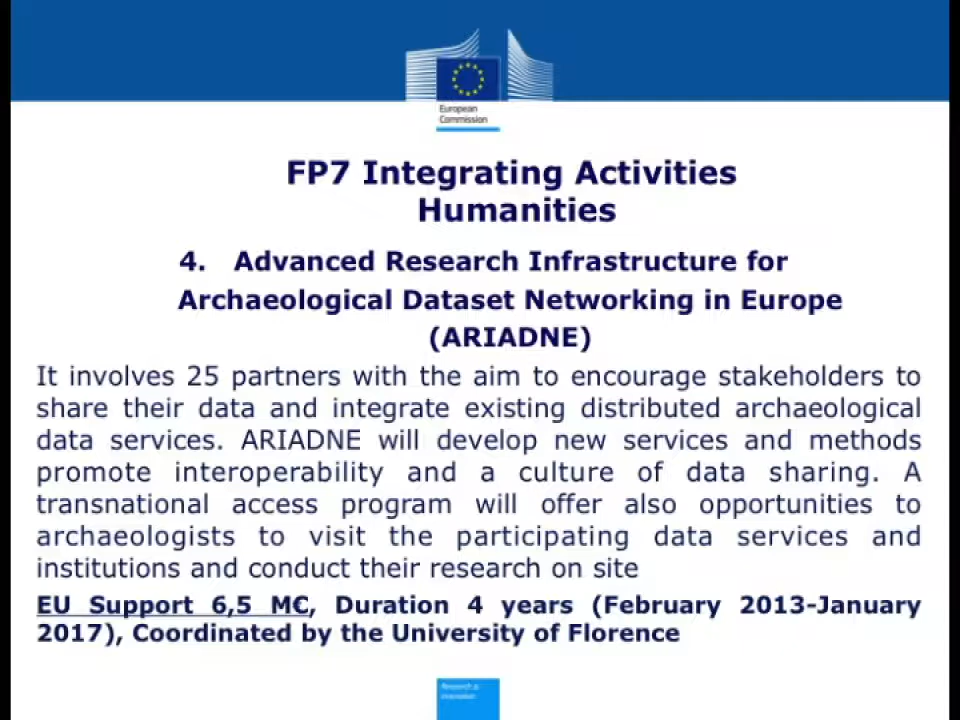 European
Commission
FP7 Integrating Activities
Humanities
4. Advanced Research Infrastructure for
Archaeological Dataset Networking in Europe
(ARIADNE)
It involves 25 partners with the aim to encourage stakeholders to
share their data and integrate existing distributed archaeological
data services. ARIADNE will develop new services and methods
promote interoperability and a culture of data sharing. A
transnational access program will offer also opportunities to
archaeologists to visit the participating data services and
institutions and conduct their research on site
EU Support 6,5 M€, Duration 4 years (February 2013-January
2017), Coordinated by the University of Florence
Research &
Innovation